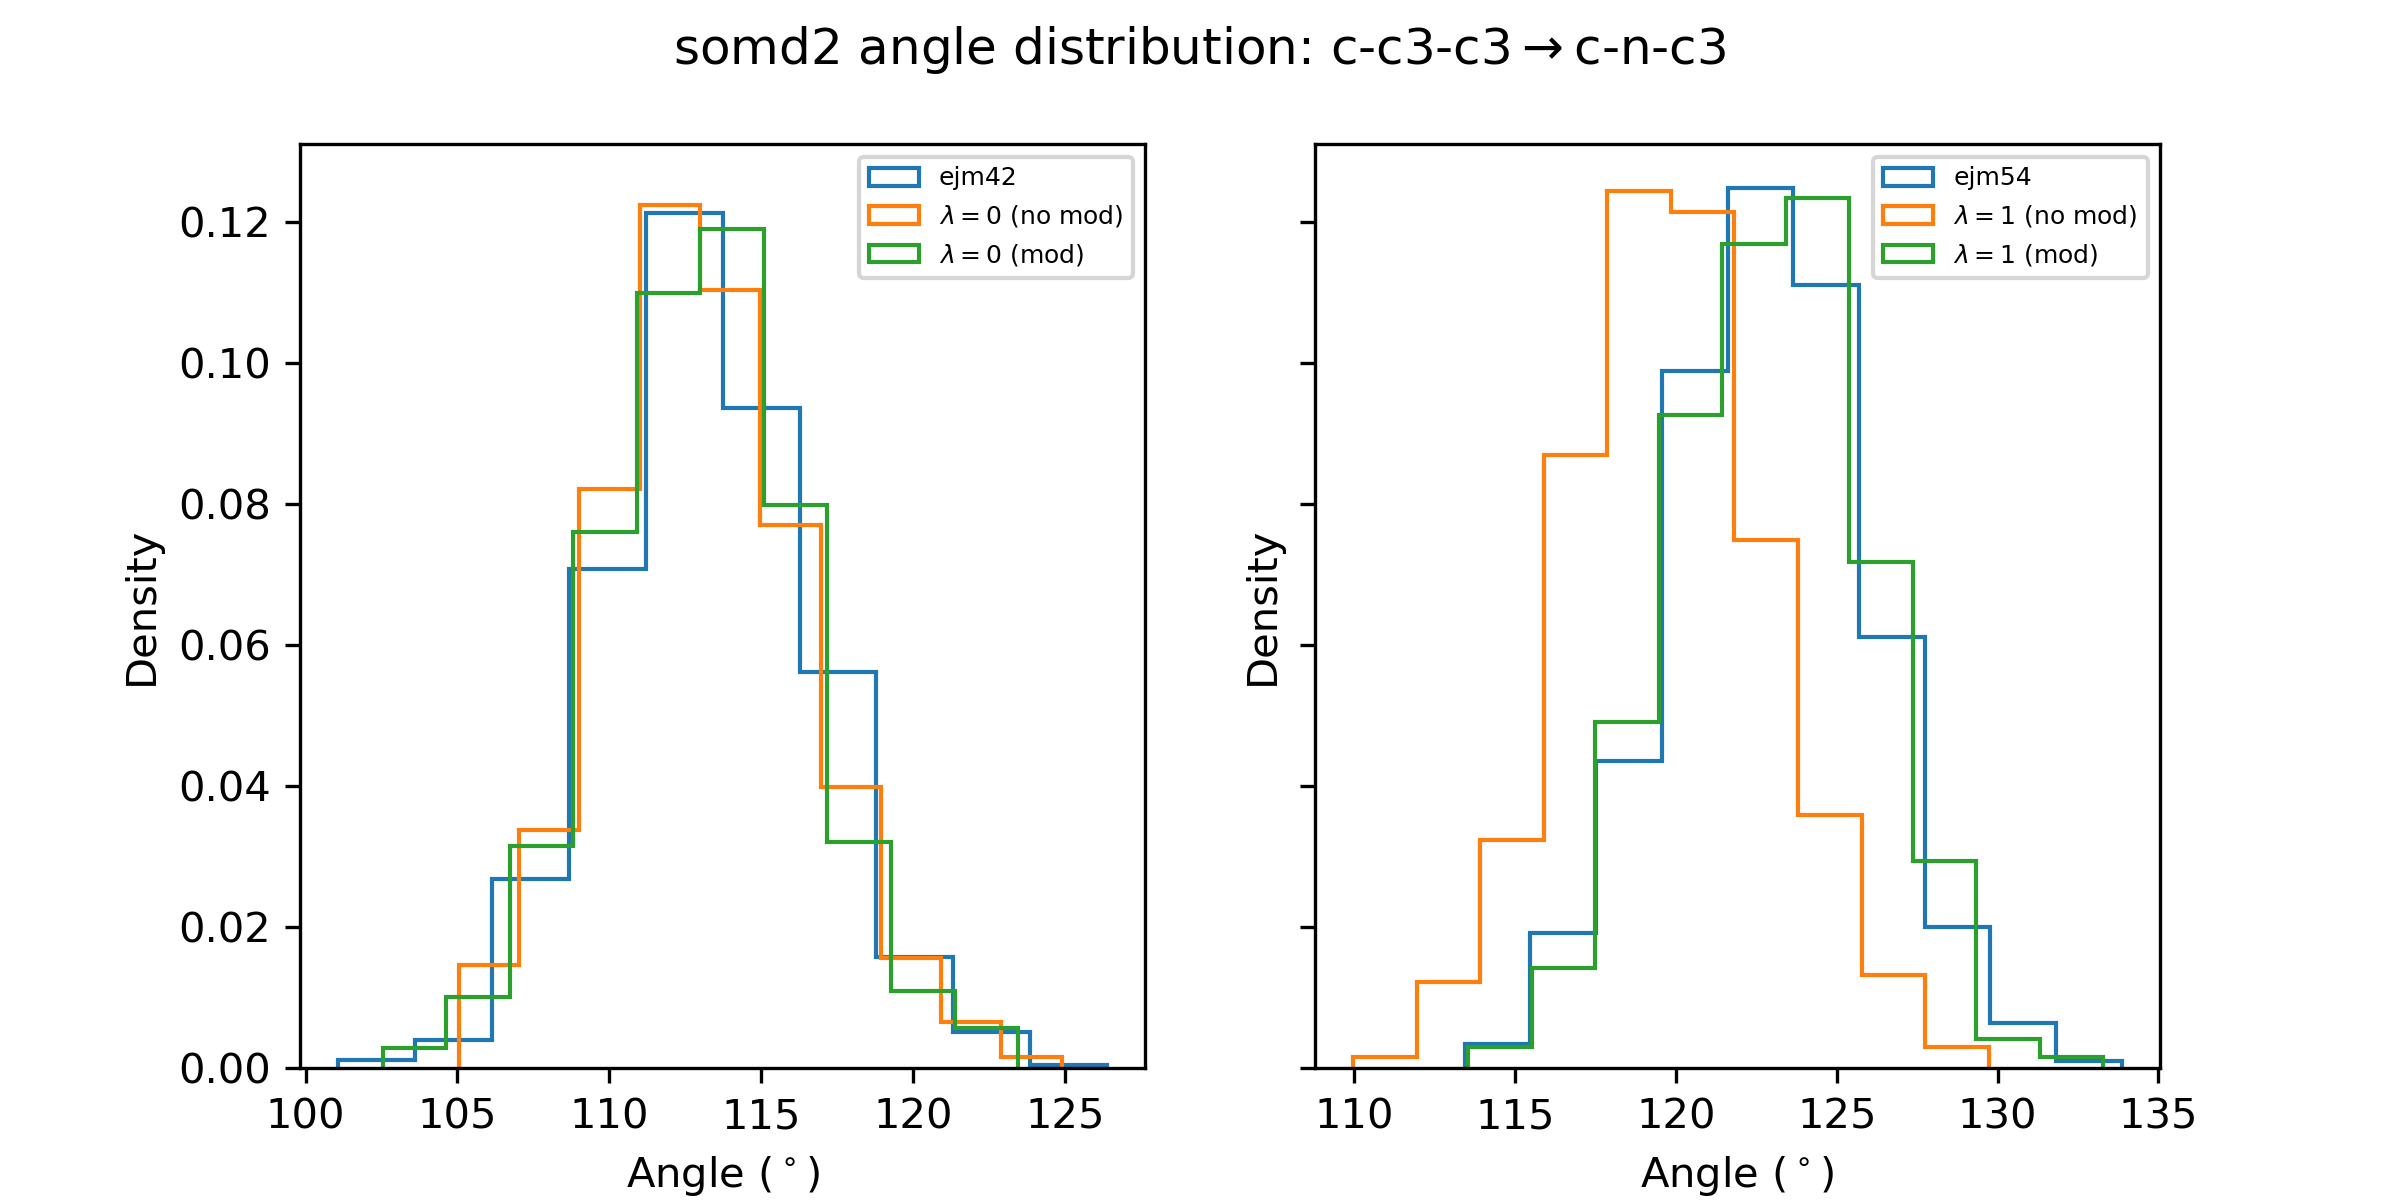 somd2 angle distribution: c-c3-c3→c-n-c3
ejm42
λ = 0 (no mod)
λ = 0 (mod)
0.12
0.10
0.08
0.06
0.04
0.02
0.00
Density
100 105 110 115 120 125
Angle (°)
ejm54
λ = 1 (no mod)
λ = 1 (mod)
Density
110 115 120 125 130 135
Angle (°)